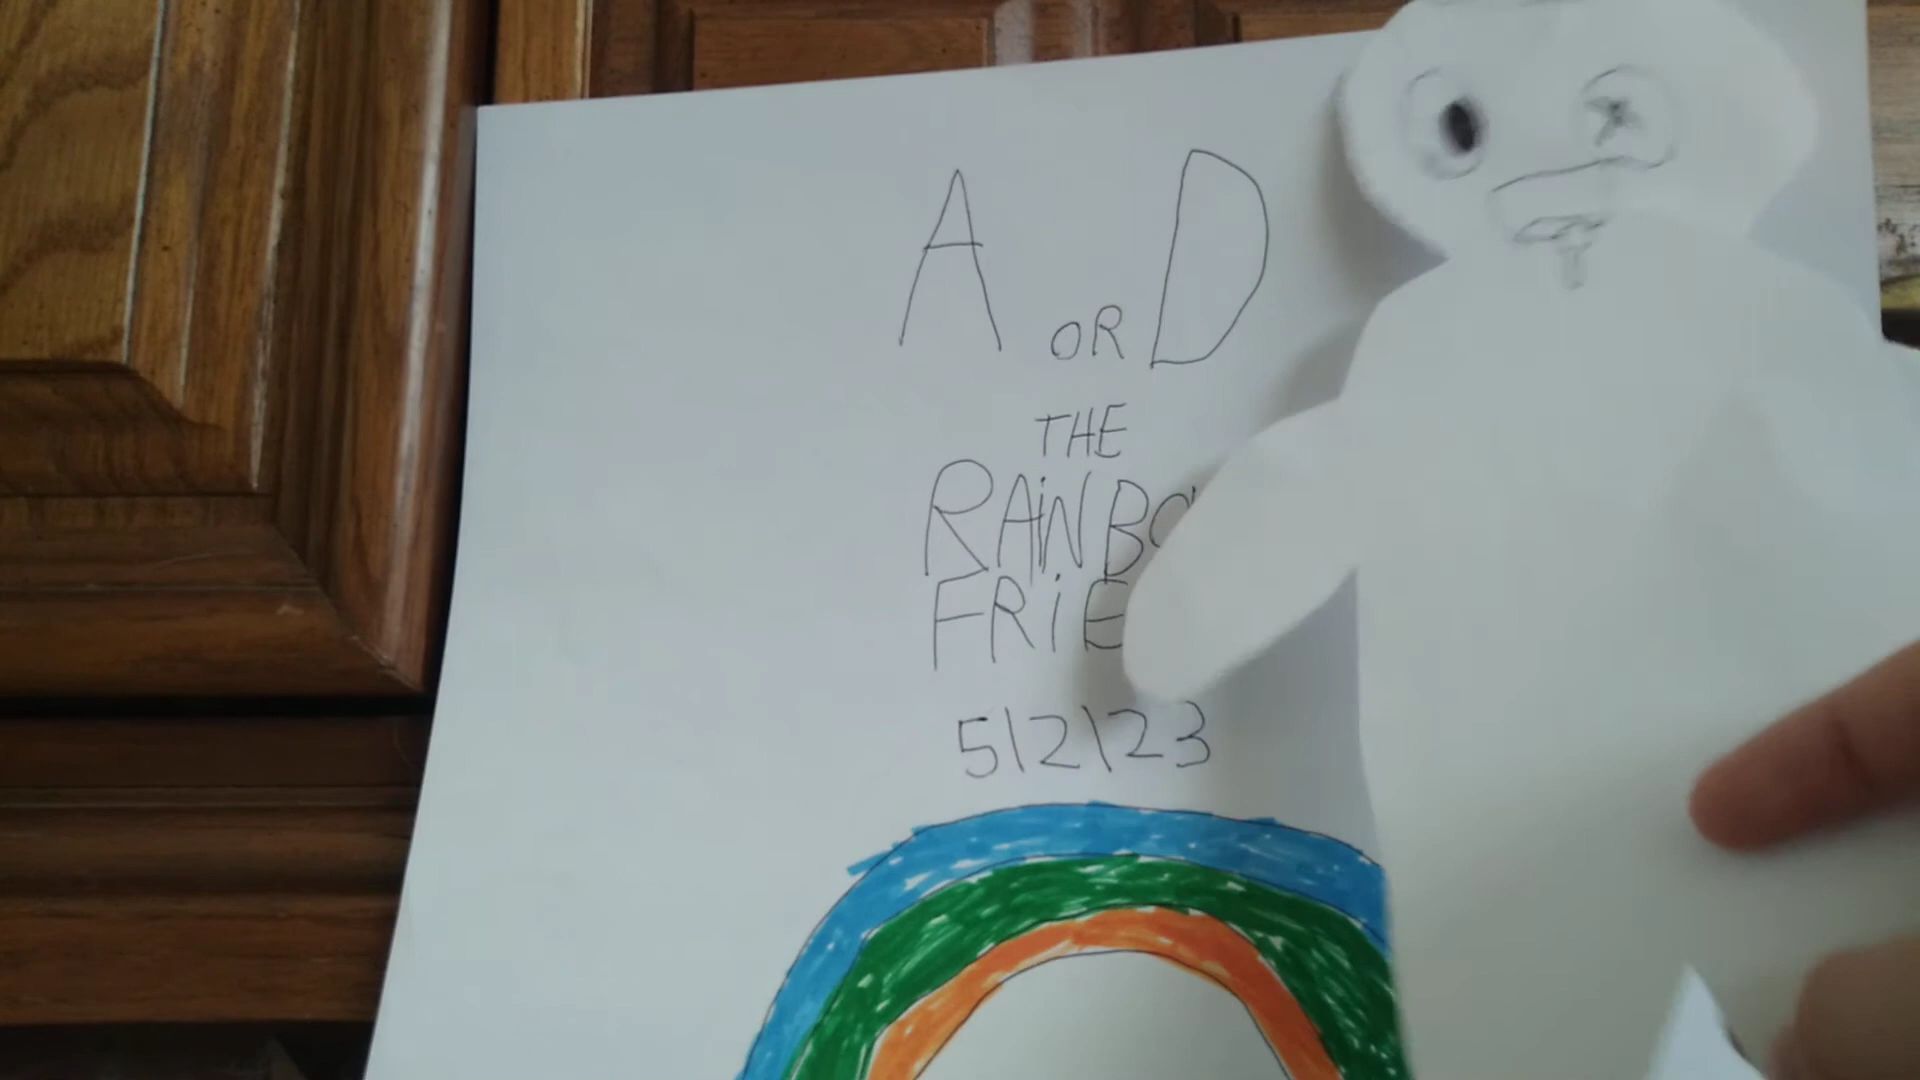 A OR D
THE
RAiNBO
FRiE
5\2\23